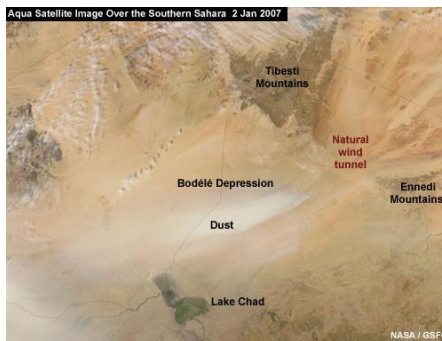 Aqua Satellite Image Over the Southern Sahara 2 Jan 2007
Tibesti
Mountains
Natural
wind
tunnel
Bodélé Depression
Ennedi
Mountains
Dust
Lake Chad
NASA / GSFC